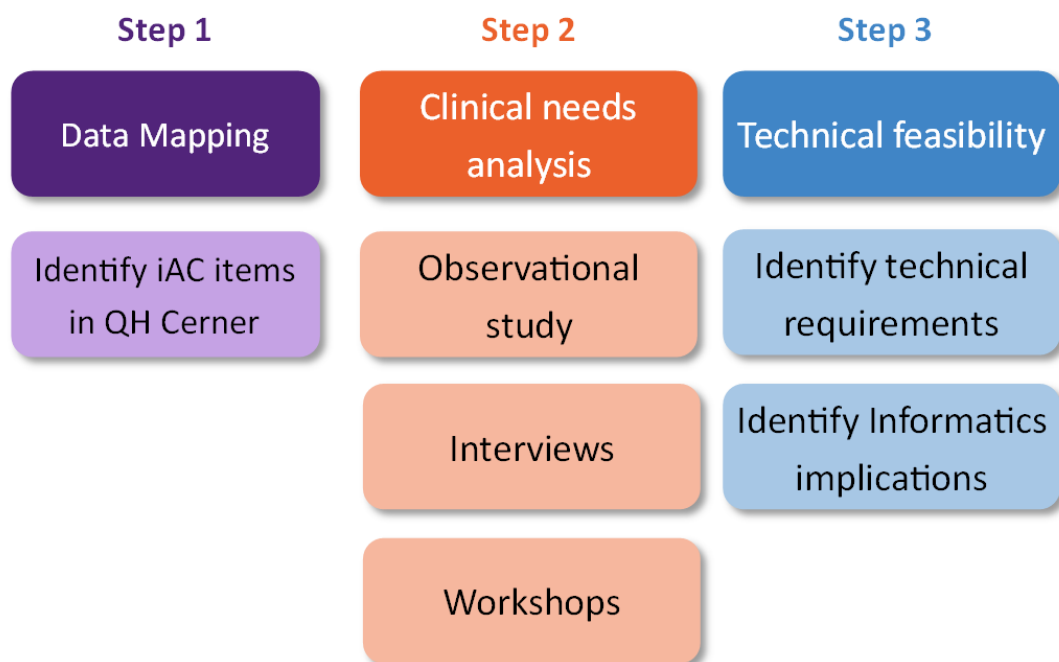 Step 1
Data Mapping
Identify iAC items
in QH Cerner
Step 2
Clinical needs
analysis
Observational
study
Interviews
Workshops
Step 3
Technical feasibility
Identify technical
requirements
Identify Informatics
implications